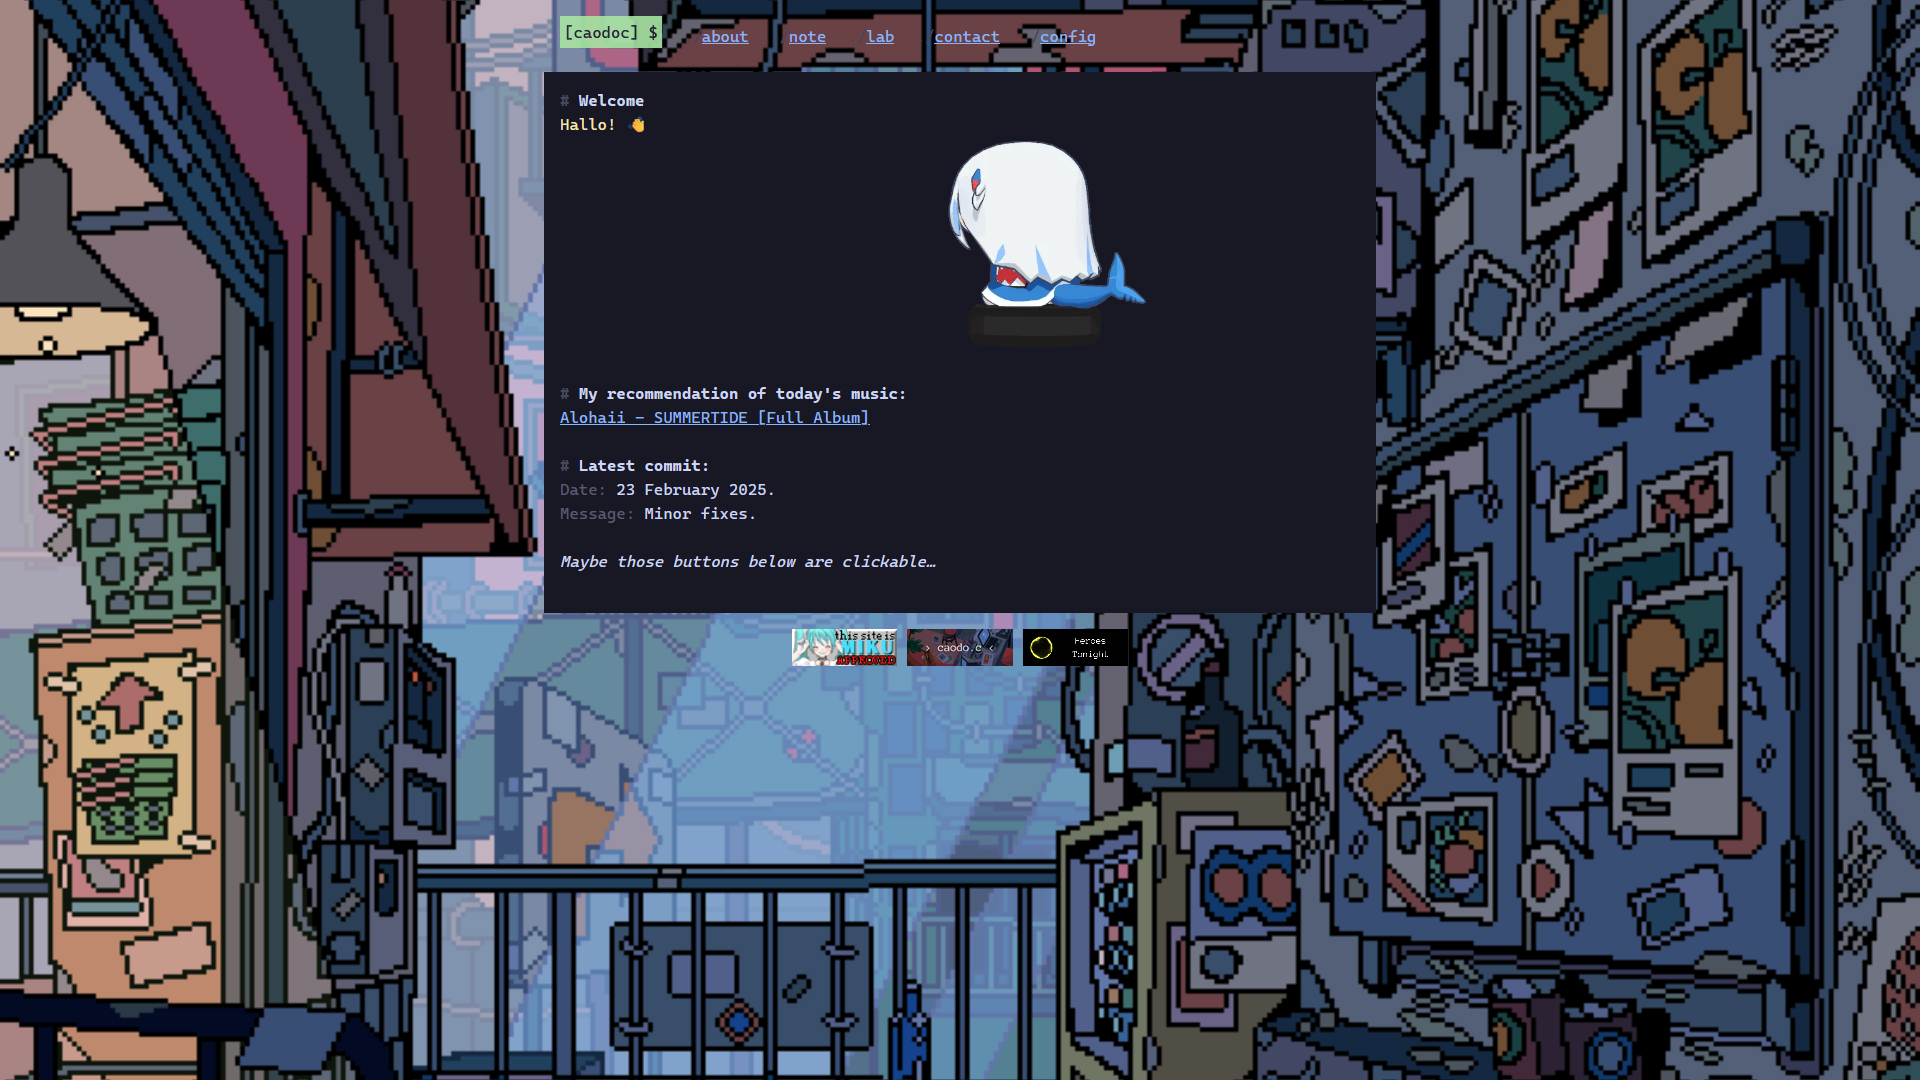 [caodoc] $
about / note / lab / contact / config
# Welcome
Hallo! 👋
# My recommendation of today's music:
Alohaii - SUMMERTIDE [Full Album]
# Latest commit:
Date: 23 February 2025.
Message: Minor fixes.
Maybe those buttons below are clickable…
this site is
MIKU
APPROVED
> caodo.c <
Heroes
Tonight.